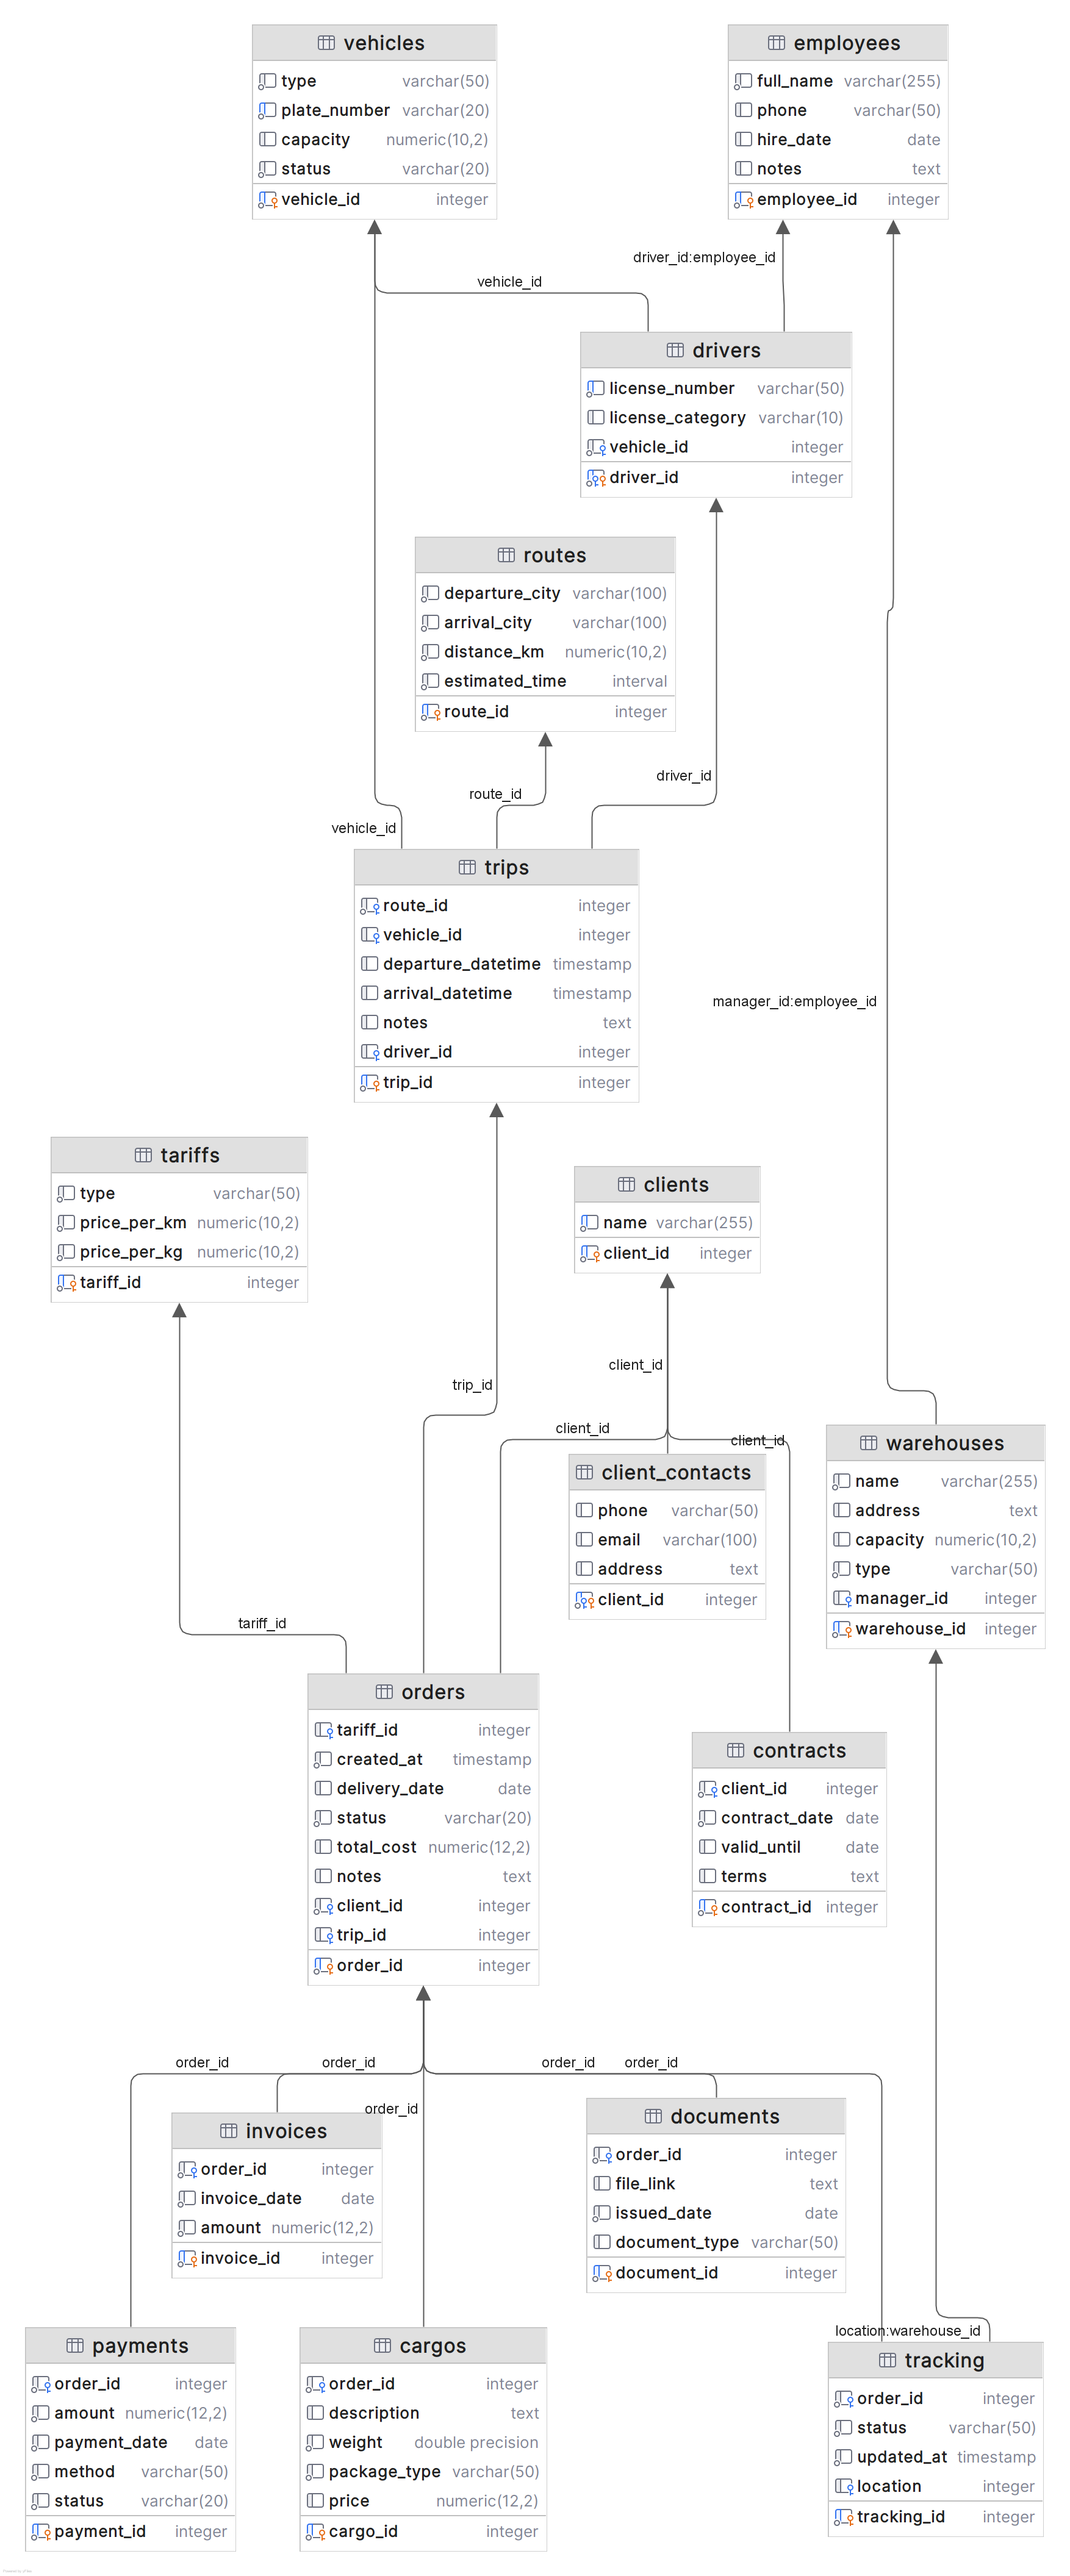 vehicles
type varchar(50)
plate_number varchar(20)
capacity numeric(10,2)
status varchar(20)
vehicle_id integer
employees
full_name varchar(255)
phone varchar(50)
hire_date date
notes text
employee_id integer
driver_id:employee_id
vehicle_id
drivers
license_number varchar(50)
license_category varchar(10)
vehicle_id integer
driver_id integer
routes
departure_city varchar(100)
arrival_city varchar(100)
distance_km numeric(10,2)
estimated_time interval
route_id integer
driver_id
route_id
vehicle_id
trips
route_id integer
vehicle_id integer
departure_datetime timestamp
arrival_datetime timestamp
notes text
driver_id integer
trip_id integer
manager_id:employee_id
tariffs
type varchar(50)
price_per_km numeric(10,2)
price_per_kg numeric(10,2)
tariff_id integer
clients
name varchar(255)
client_id integer
client_id
trip_id
client_id
client_id
client_contacts
phone varchar(50)
email varchar(100)
address text
client_id integer
warehouses
name varchar(255)
address text
capacity numeric(10,2)
type varchar(50)
manager_id integer
warehouse_id integer
tariff_id
orders
tariff_id integer
created_at timestamp
delivery_date date
status varchar(20)
total_cost numeric(12,2)
notes text
client_id integer
trip_id integer
order_id integer
contracts
client_id integer
contract_date date
valid_until date
terms text
contract_id integer
order_id
order_id
order_id
order_id
order_id
invoices
order_id integer
invoice_date date
amount numeric(12,2)
invoice_id integer
documents
order_id integer
file_link text
issued_date date
document_type varchar(50)
document_id integer
location:warehouse_id
payments
order_id integer
amount numeric(12,2)
payment_date date
method varchar(50)
status varchar(20)
payment_id integer
cargos
order_id integer
description text
weight double precision
package_type varchar(50)
price numeric(12,2)
cargo_id integer
tracking
order_id integer
status varchar(50)
updated_at timestamp
location integer
tracking_id integer